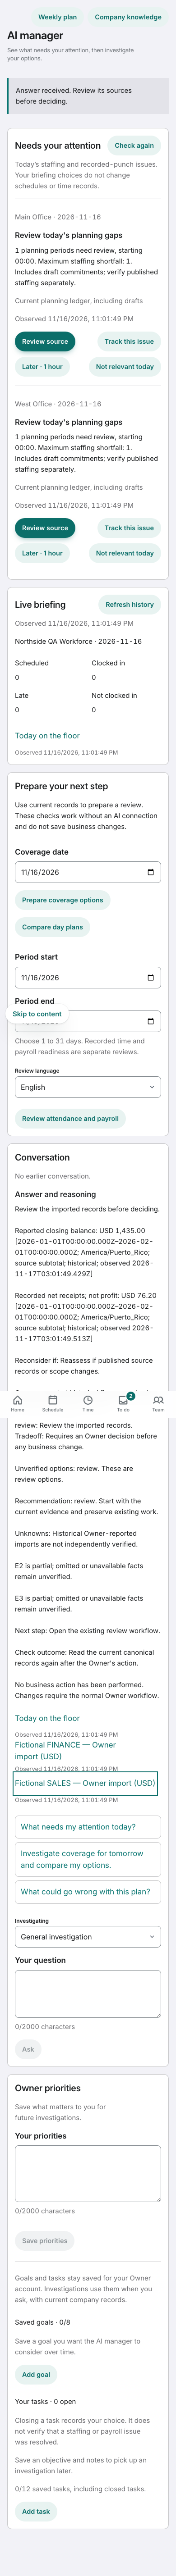 Weekly plan
Company knowledge
AI manager
See what needs your attention, then investigate
your options.
Answer received. Review its sources
before deciding.
Needs your attention
Check again
Today's staffing and recorded-punch issues.
Your briefing choices do not change
schedules or time records.
Main Office · 2026-11-16
Review today's planning gaps
1 planning periods need review, starting
00:00. Maximum staffing shortfall: 1.
Includes draft commitments; verify published
staffing separately.
Current planning ledger, including drafts
Observed 11/16/2026, 11:01:49 PM
Review source
Track this issue
Later · 1 hour
Not relevant today
West Office · 2026-11-16
Review today's planning gaps
1 planning periods need review, starting
00:00. Maximum staffing shortfall: 1.
Includes draft commitments; verify published
staffing separately.
Current planning ledger, including drafts
Observed 11/16/2026, 11:01:49 PM
Review source
Track this issue
Later · 1 hour
Not relevant today
Live briefing
Refresh history
Observed 11/16/2026, 11:01:49 PM
Northside QA Workforce · 2026-11-16
Scheduled
Clocked in
0
0
Late
Not clocked in
0
0
Today on the floor
Observed 11/16/2026, 11:01:49 PM
Prepare your next step
Use current records to prepare a review.
These checks work without an AI connection
and do not save business changes.
Coverage date
11/16/2026
Prepare coverage options
Compare day plans
Period start
11/16/2026
Period end
Skip to content
Choose 1 to 31 days. Recorded time and
payroll readiness are separate reviews.
Review language
English
Review attendance and payroll
Conversation
No earlier conversation.
Answer and reasoning
Review the imported records before deciding.
Reported closing balance: USD 1,435.00
[2026-01-01T00:00:00.000Z–2026-02-
01T00:00:00.000Z; America/Puerto_Rico;
source subtotal; historical; observed 2026-
11-17T03:01:49.429Z]
Recorded net receipts; not profit: USD 76.20
[2026-01-01T00:00:00.000Z–2026-02-
01T00:00:00.000Z; America/Puerto_Rico;
source subtotal; historical; observed 2026-
11-17T03:01:49.513Z]
Reconsider if: Reassess if published source
records or scope changes.
Home
Schedule
Time
2
To do
Team
review: Review the imported records.
Tradeoff: Requires an Owner decision before
any business change.
Unverified options: review. These are
review options.
Recommendation: review. Start with the
current evidence and preserve existing work.
Unknowns: Historical Owner-reported
imports are not independently verified.
E2 is partial; omitted or unavailable facts
remain unverified.
E3 is partial; omitted or unavailable facts
remain unverified.
Next step: Open the existing review workflow.
Check outcome: Read the current canonical
records again after the Owner's action.
No business action has been performed.
Changes require the normal Owner workflow.
Today on the floor
Observed 11/16/2026, 11:01:49 PM
Fictional FINANCE — Owner
import (USD)
Observed 11/16/2026, 11:01:49 PM
Fictional SALES — Owner import (USD)
Observed 11/16/2026, 11:01:49 PM
What needs my attention today?
Investigate coverage for tomorrow
and compare my options.
What could go wrong with this plan?
Investigating
General investigation
Your question
0/2000 characters
Ask
Owner priorities
Save what matters to you for
future investigations.
Your priorities
0/2000 characters
Save priorities
Goals and tasks stay saved for your Owner
account. Investigations use them when you
ask, with current company records.
Saved goals · 0/8
Save a goal you want the AI manager to
consider over time.
Add goal
Your tasks · 0 open
Closing a task records your choice. It does
not verify that a staffing or payroll issue
was resolved.
Save an objective and notes to pick up an
investigation later.
0/12 saved tasks, including closed tasks.
Add task